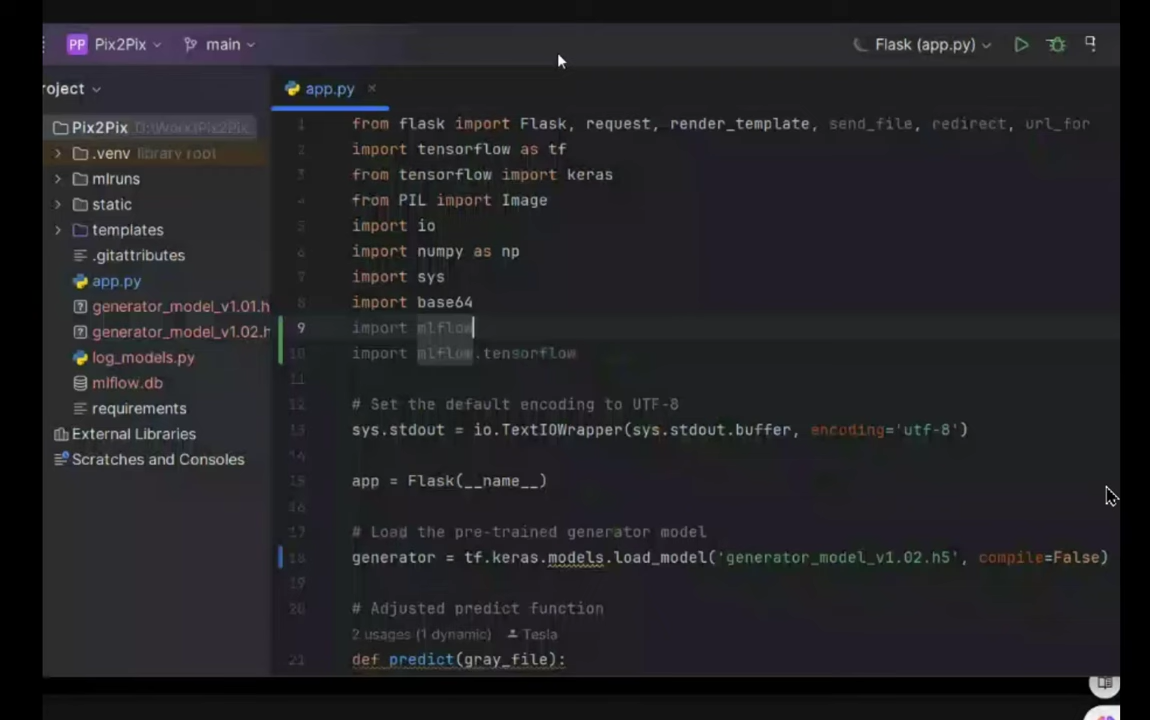 PP Pix2Pix main Flask (app.py)
roject
app.py
Pix2Pix D:\Work\Pix2Pix
.venv library root
mlruns
static
templates
.gitattributes
app.py
generator_model_v1.01.h
generator_model_v1.02.h
log_models.py
mlflow.db
requirements
External Libraries
Scratches and Consoles
1 from flask import Flask, request, render_template, send_file, redirect, url_for
2 import tensorflow as tf
3 from tensorflow import keras
4 from PIL import Image
5 import io
6 import numpy as np
7 import sys
8 import base64
9 import mlflow
10 import mlflow.tensorflow
11
12 # Set the default encoding to UTF-8
13 sys.stdout = io.TextIOWrapper(sys.stdout.buffer, encoding='utf-8')
14
15 app = Flask(__name__)
16
17 # Load the pre-trained generator model
18 generator = tf.keras.models.load_model('generator_model_v1.02.h5', compile=False)
19
20 # Adjusted predict function
2 usages (1 dynamic) Tesla
21 def predict(gray_file):